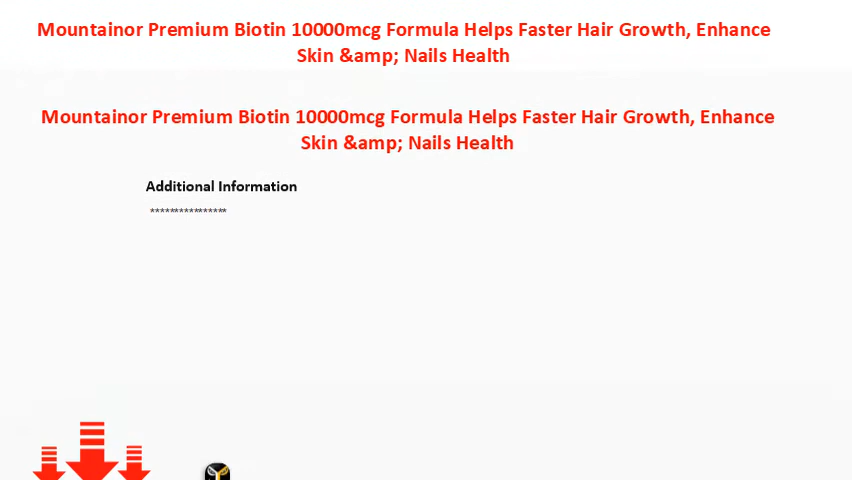 Mountainor Premium Biotin 10000mcg Formula Helps Faster Hair Growth, Enhance
Skin &amp; Nails Health
Mountainor Premium Biotin 10000mcg Formula Helps Faster Hair Growth, Enhance
Skin &amp; Nails Health
Additional Information
****************